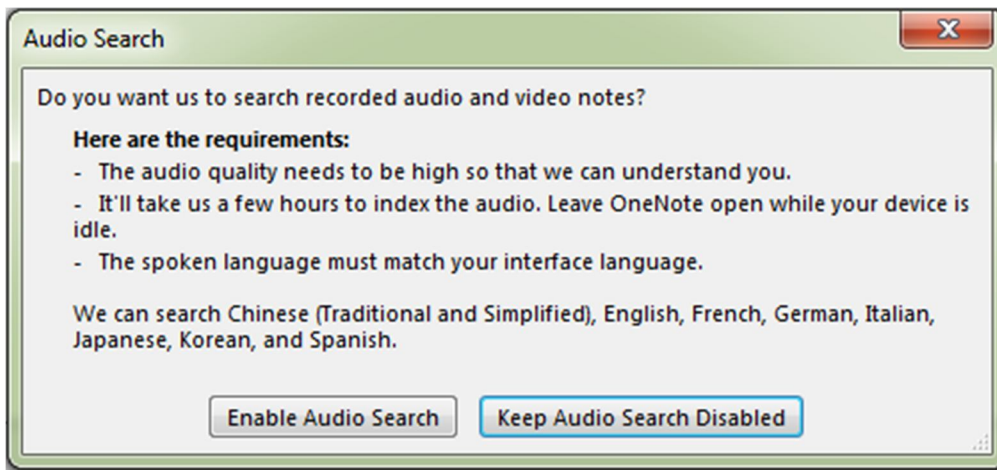 Audio Search
Do you want us to search recorded audio and video notes?
Here are the requirements:
- The audio quality needs to be high so that we can understand you.
- It'll take us a few hours to index the audio. Leave OneNote open while your device is
idle.
- The spoken language must match your interface language.
We can search Chinese (Traditional and Simplified), English, French, German, Italian,
Japanese, Korean, and Spanish.
Enable Audio Search
Keep Audio Search Disabled